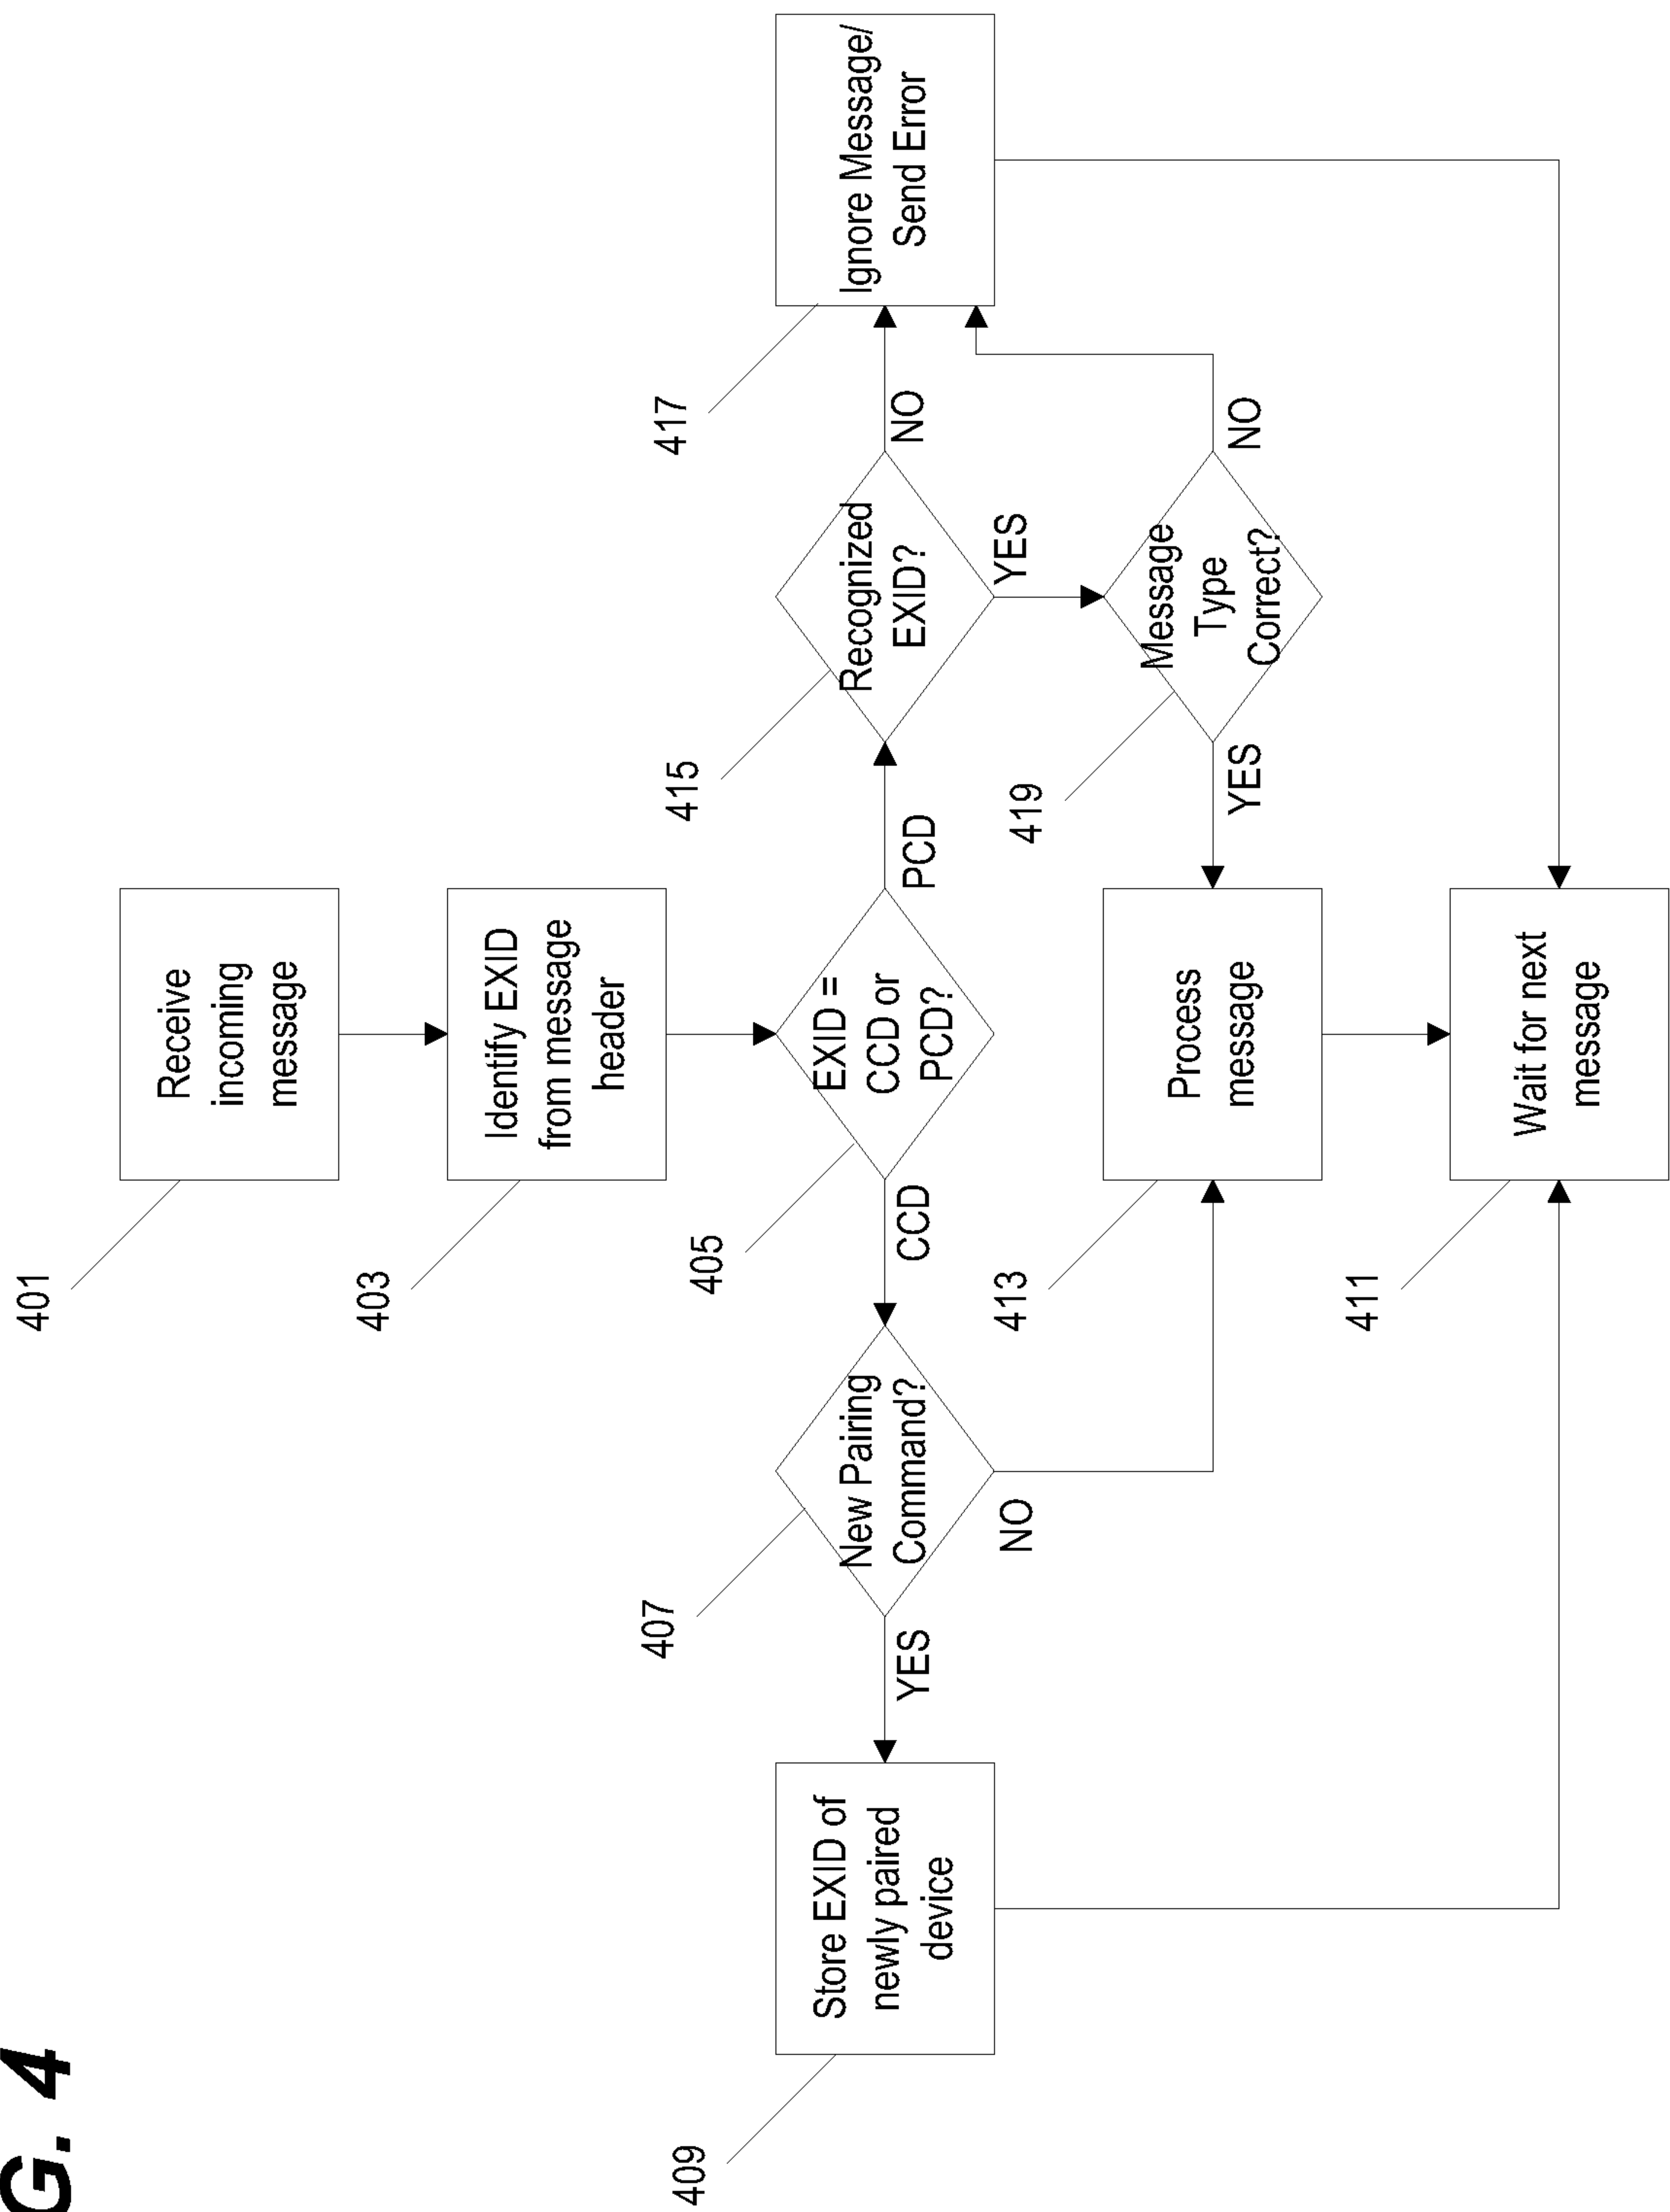 G. 4
401
Receive
incoming
message
403
Identify EXID
from message
header
405
EXID =
CCD or
PCD?
CCD
PCD
407
New Pairing
Command?
YES
NO
409
Store EXID of
newly paired
device
415
Recognized
EXID?
NO
YES
417
Ignore Message/
Send Error
419
Message
Type
Correct?
YES
NO
413
Process
message
411
Wait for next
message